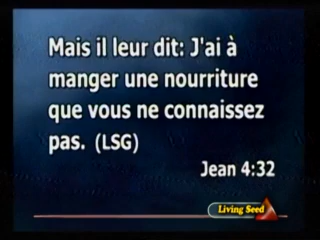 Mais il leur dit: J'ai à
manger une nourriture
que vous ne connaissez
pas. (LSG)
Jean 4:32
Living Seed